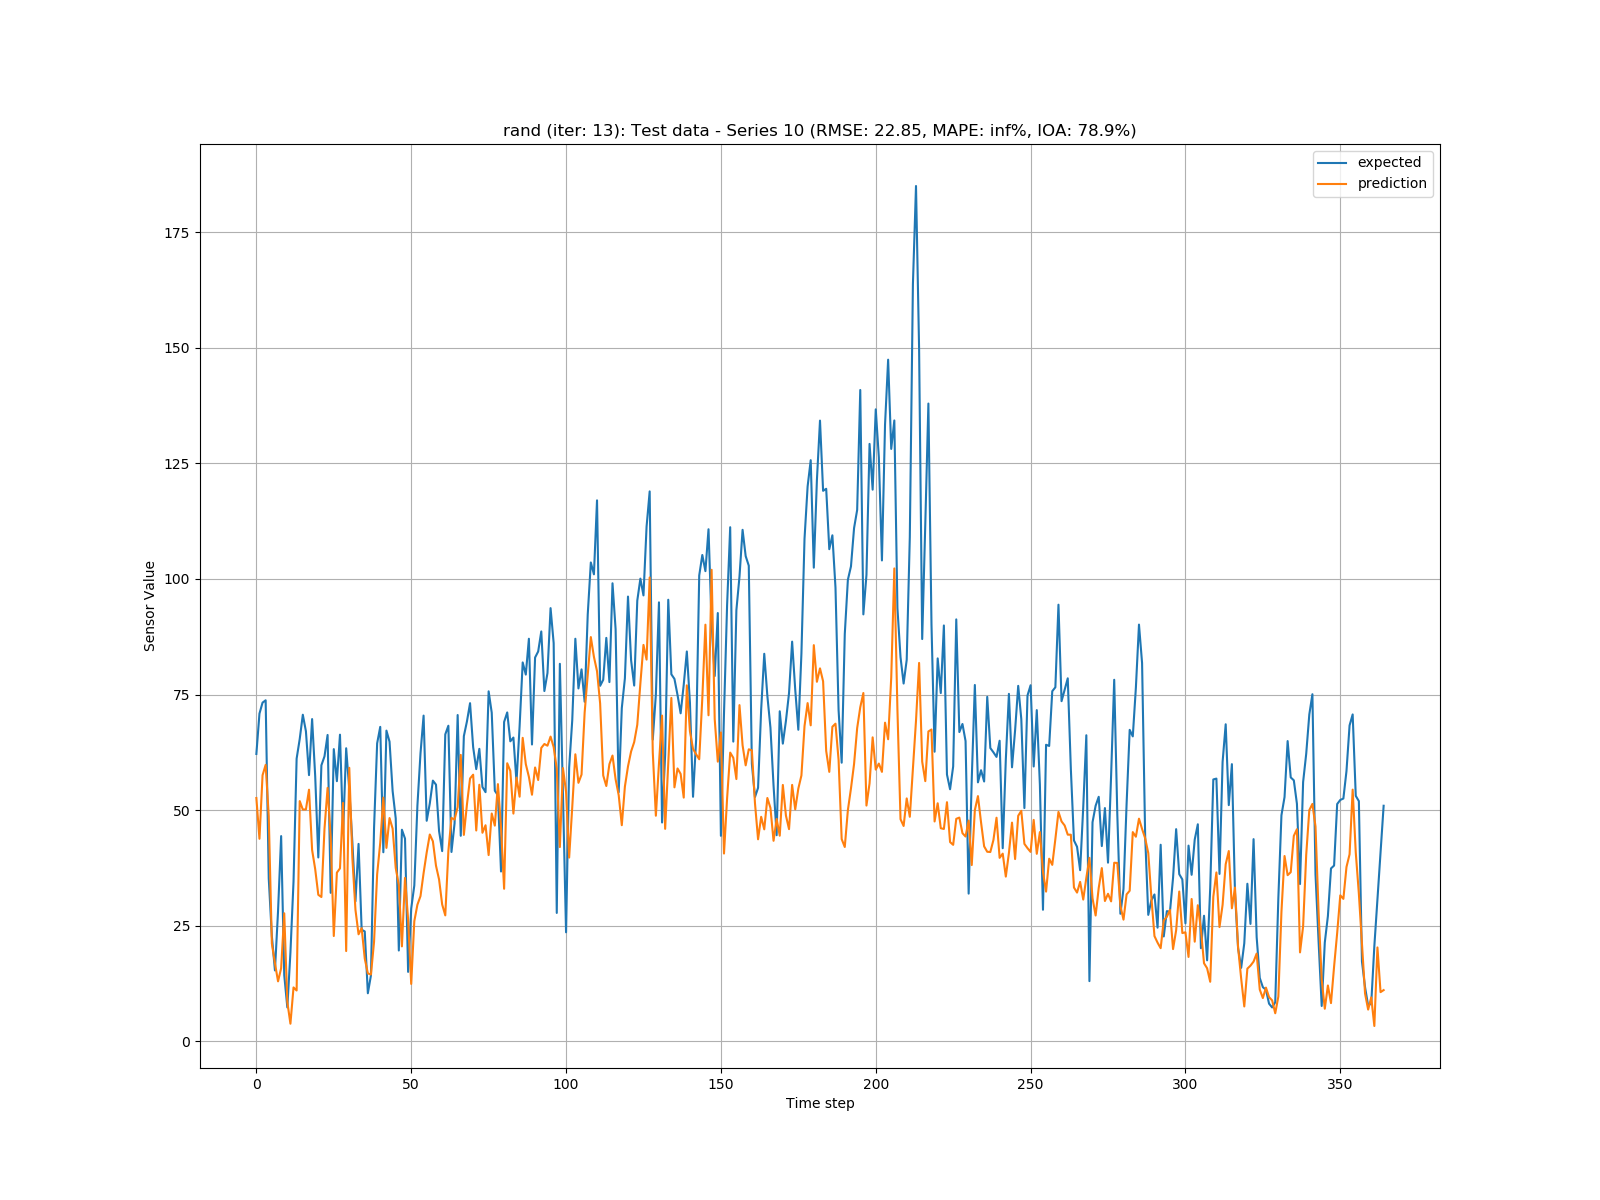 rand (iter: 13): Test data - Series 10 (RMSE: 22.85, MAPE: inf%, IOA: 78.9%)
expected
prediction
175
150
125
100
75
50
25
0
Sensor Value
0 50 100 150 200 250 300 350
Time step